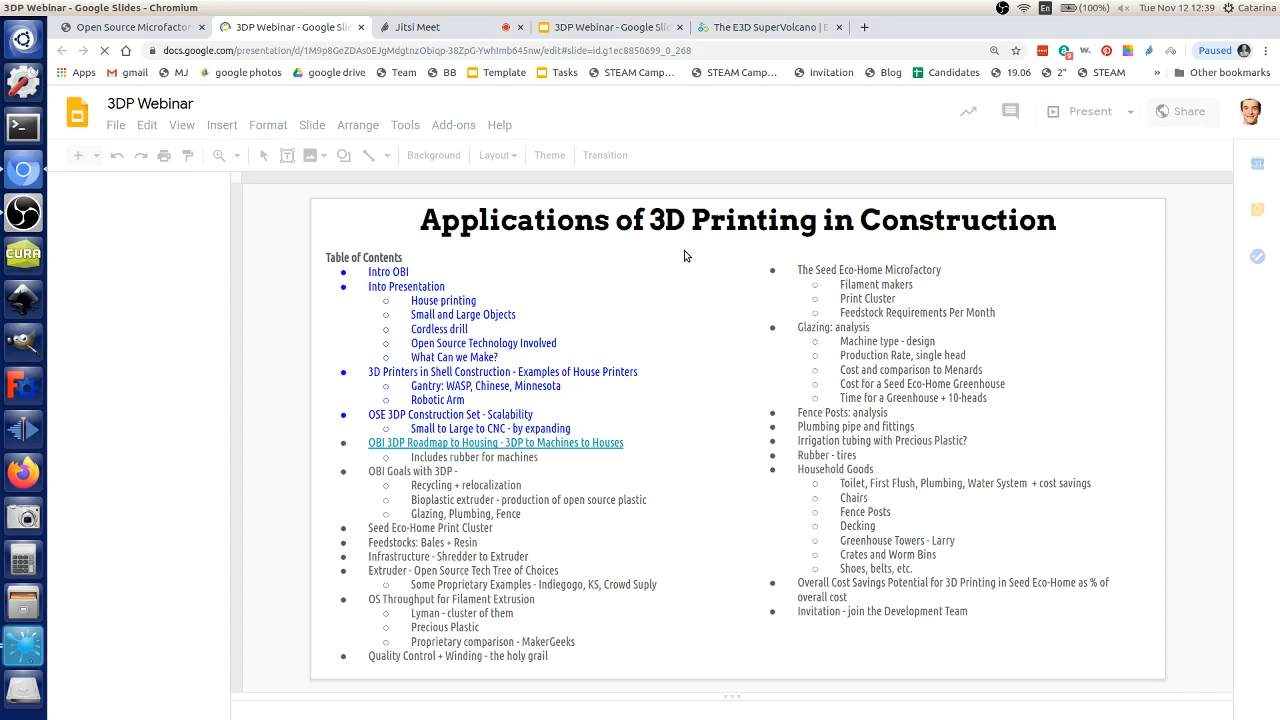 3DP Webinar - Google Slides - Chromium
En (100%) Tue Nov 12 12:39 Catarina
Open Source Microfactor × 3DP Webinar - Google Slid × Jitsi Meet × 3DP Webinar - Google Slid × The E3D SuperVolcano | E × +
docs.google.com/presentation/d/1M9p8GeZDAs0EJgMdgtnzObiqp-38ZpG-YwhImb645nw/edit#slide=id.g1ec8850699_0_268
Paused
Apps gmail MJ google photos google drive Team BB Template Tasks STEAM Camp... STEAM Camp... Invitation Blog Candidates 19.06 2" STEAM » Other bookmarks
3DP Webinar
File Edit View Insert Format Slide Arrange Tools Add-ons Help
Present
Share
Background Layout Theme Transition
CURA
Applications of 3D Printing in Construction
Table of Contents
Intro OBI
Into Presentation
House printing
Small and Large Objects
Cordless drill
Open Source Technology Involved
What Can we Make?
3D Printers in Shell Construction - Examples of House Printers
Gantry: WASP, Chinese, Minnesota
Robotic Arm
OSE 3DP Construction Set - Scalability
Small to Large to CNC - by expanding
OBI 3DP Roadmap to Housing - 3DP to Machines to Houses
Includes rubber for machines
OBI Goals with 3DP -
Recycling + relocalization
Bioplastic extruder - production of open source plastic
Glazing, Plumbing, Fence
Seed Eco-Home Print Cluster
Feedstocks: Bales + Resin
Infrastructure - Shredder to Extruder
Extruder - Open Source Tech Tree of Choices
Some Proprietary Examples - Indiegogo, KS, Crowd Suply
OS Throughput for Filament Extrusion
Lyman - cluster of them
Precious Plastic
Proprietary comparison - MakerGeeks
Quality Control + Winding - the holy grail
The Seed Eco-Home Microfactory
Filament makers
Print Cluster
Feedstock Requirements Per Month
Glazing: analysis
Machine type - design
Production Rate, single head
Cost and comparison to Menards
Cost for a Seed Eco-Home Greenhouse
Time for a Greenhouse + 10-heads
Fence Posts: analysis
Plumbing pipe and fittings
Irrigation tubing with Precious Plastic?
Rubber - tires
Household Goods
Toilet, First Flush, Plumbing, Water System + cost savings
Chairs
Fence Posts
Decking
Greenhouse Towers - Larry
Crates and Worm Bins
Shoes, belts, etc.
Overall Cost Savings Potential for 3D Printing in Seed Eco-Home as % of
overall cost
Invitation - join the Development Team